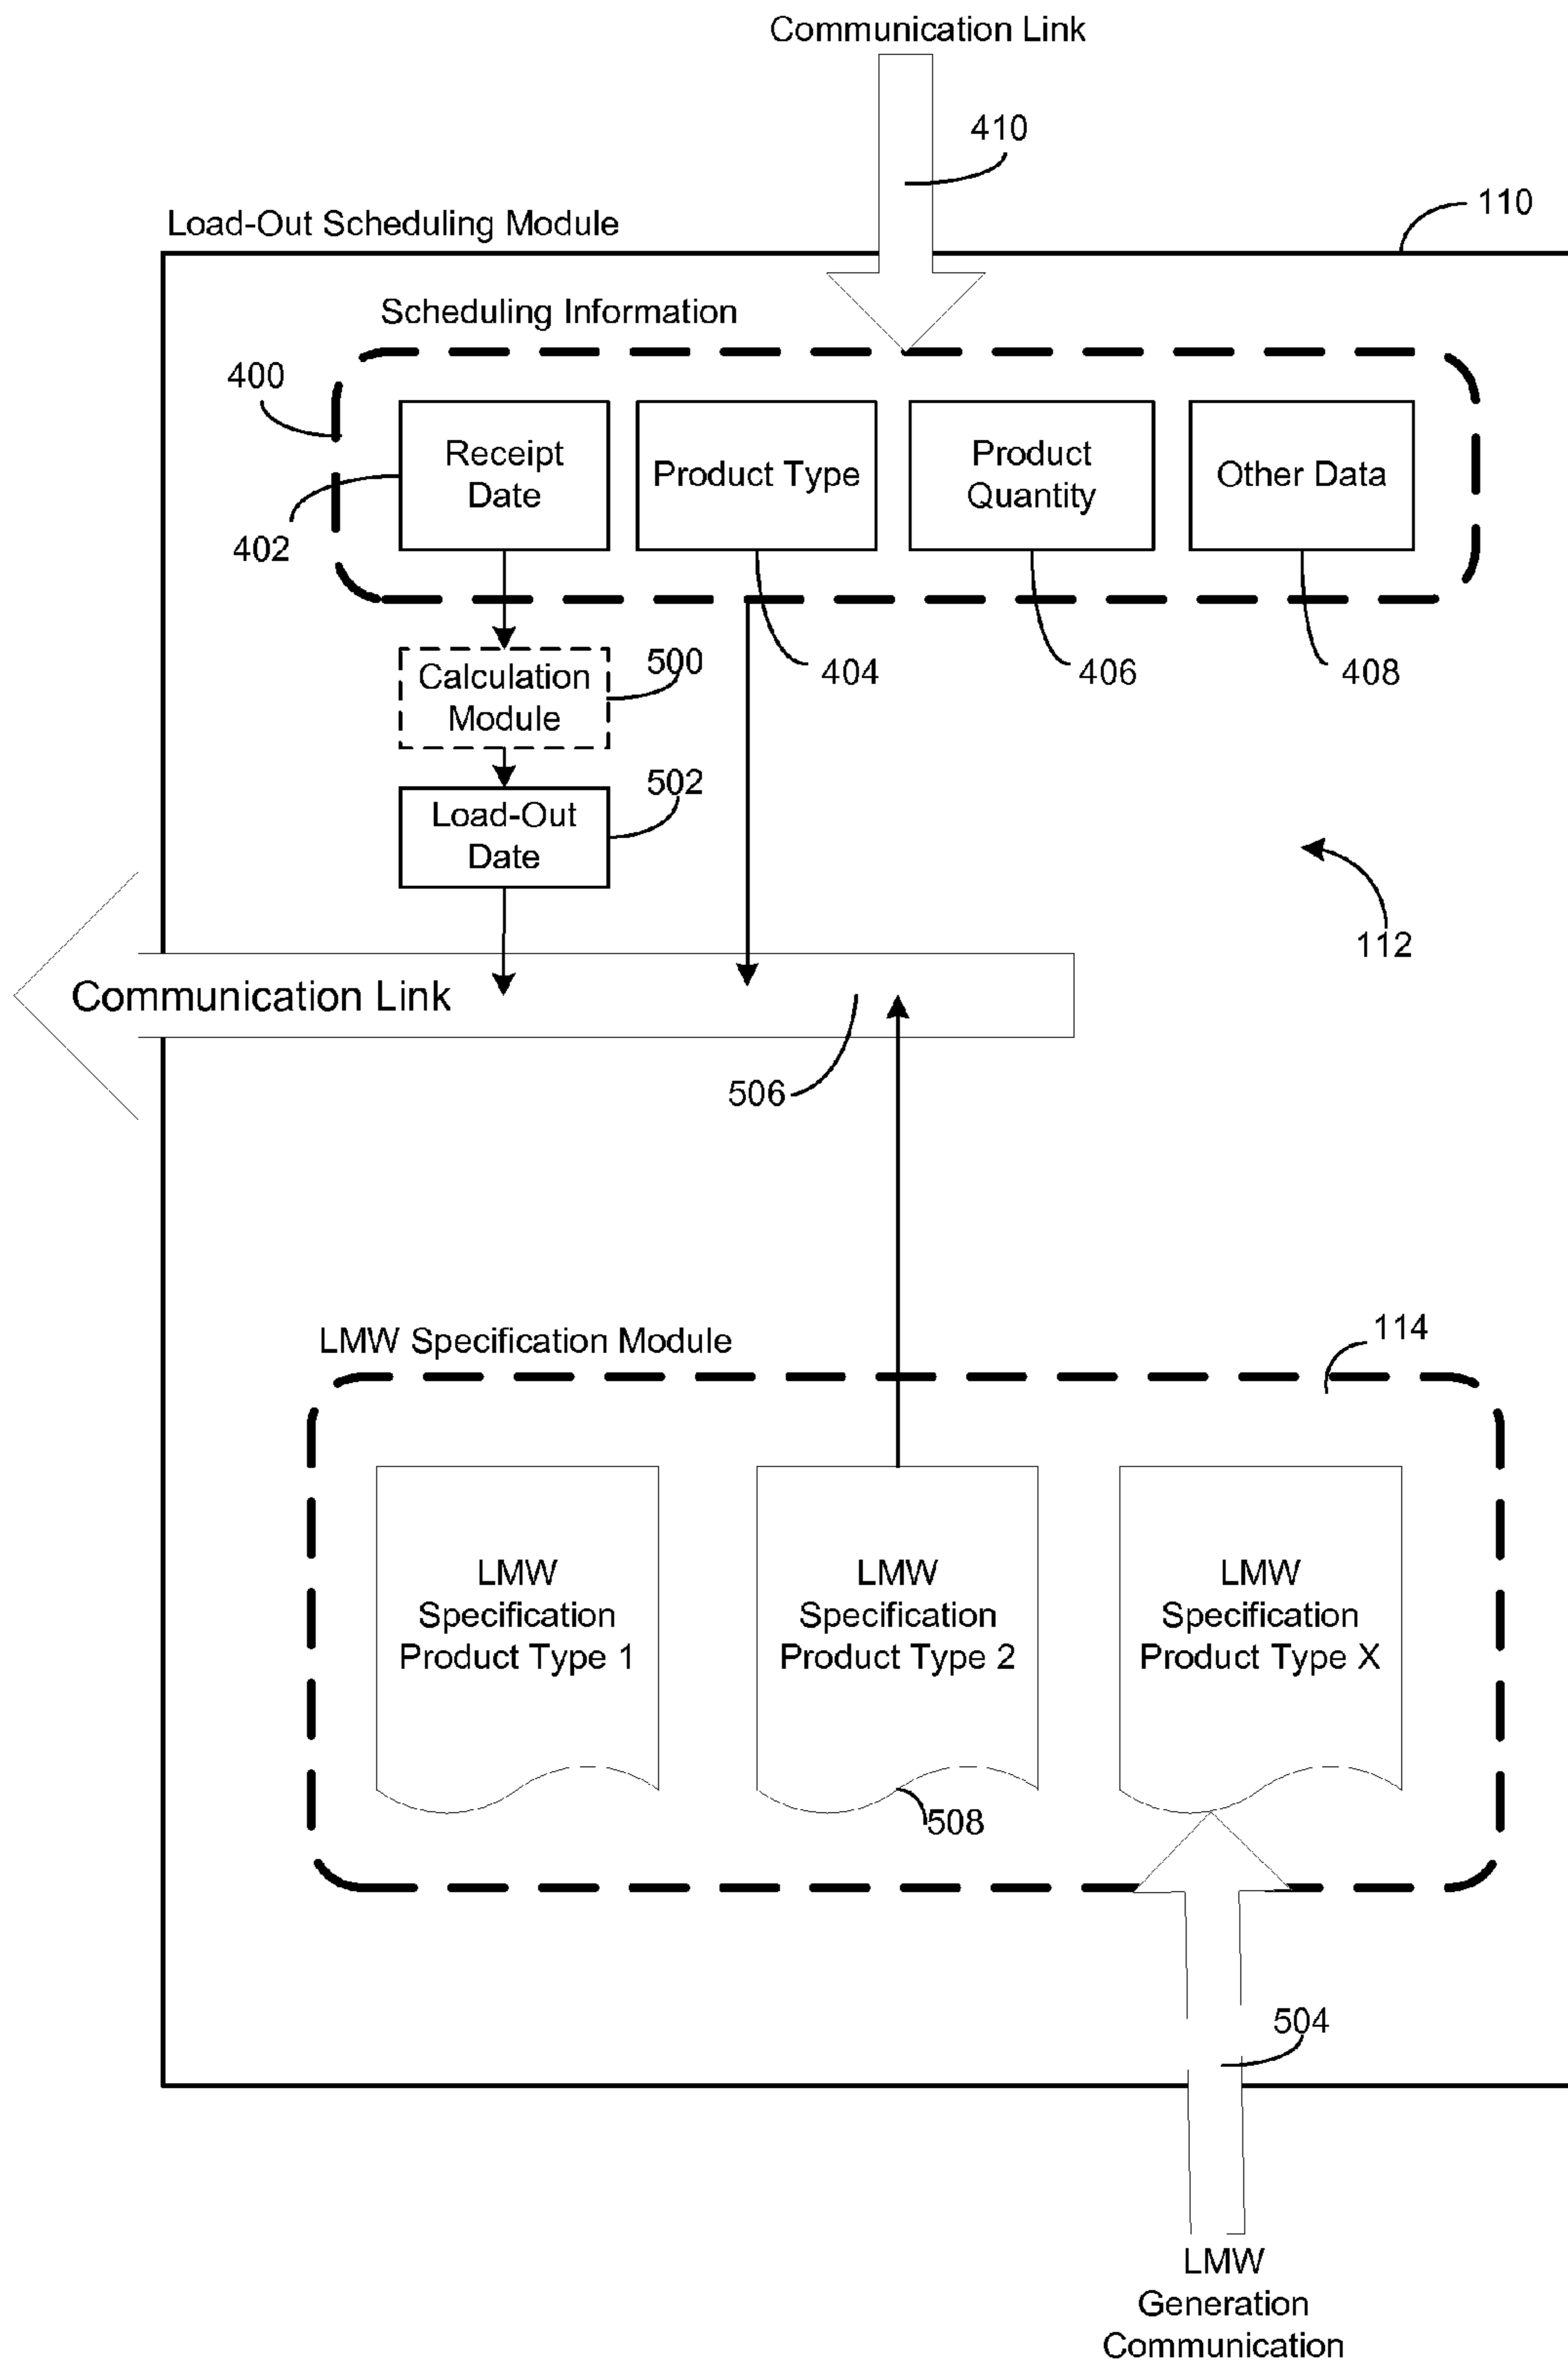 Communication Link
410
110
Load-Out Scheduling Module
Scheduling Information
400
Receipt
Date
Product Type
Product
Quantity
Other Data
402
404
406
408
Calculation
Module
500
Load-Out
Date
502
112
Communication Link
506
LMW Specification Module
114
LMW
Specification
Product Type 1
LMW
Specification
Product Type 2
LMW
Specification
Product Type X
508
504
LMW
Generation
Communication